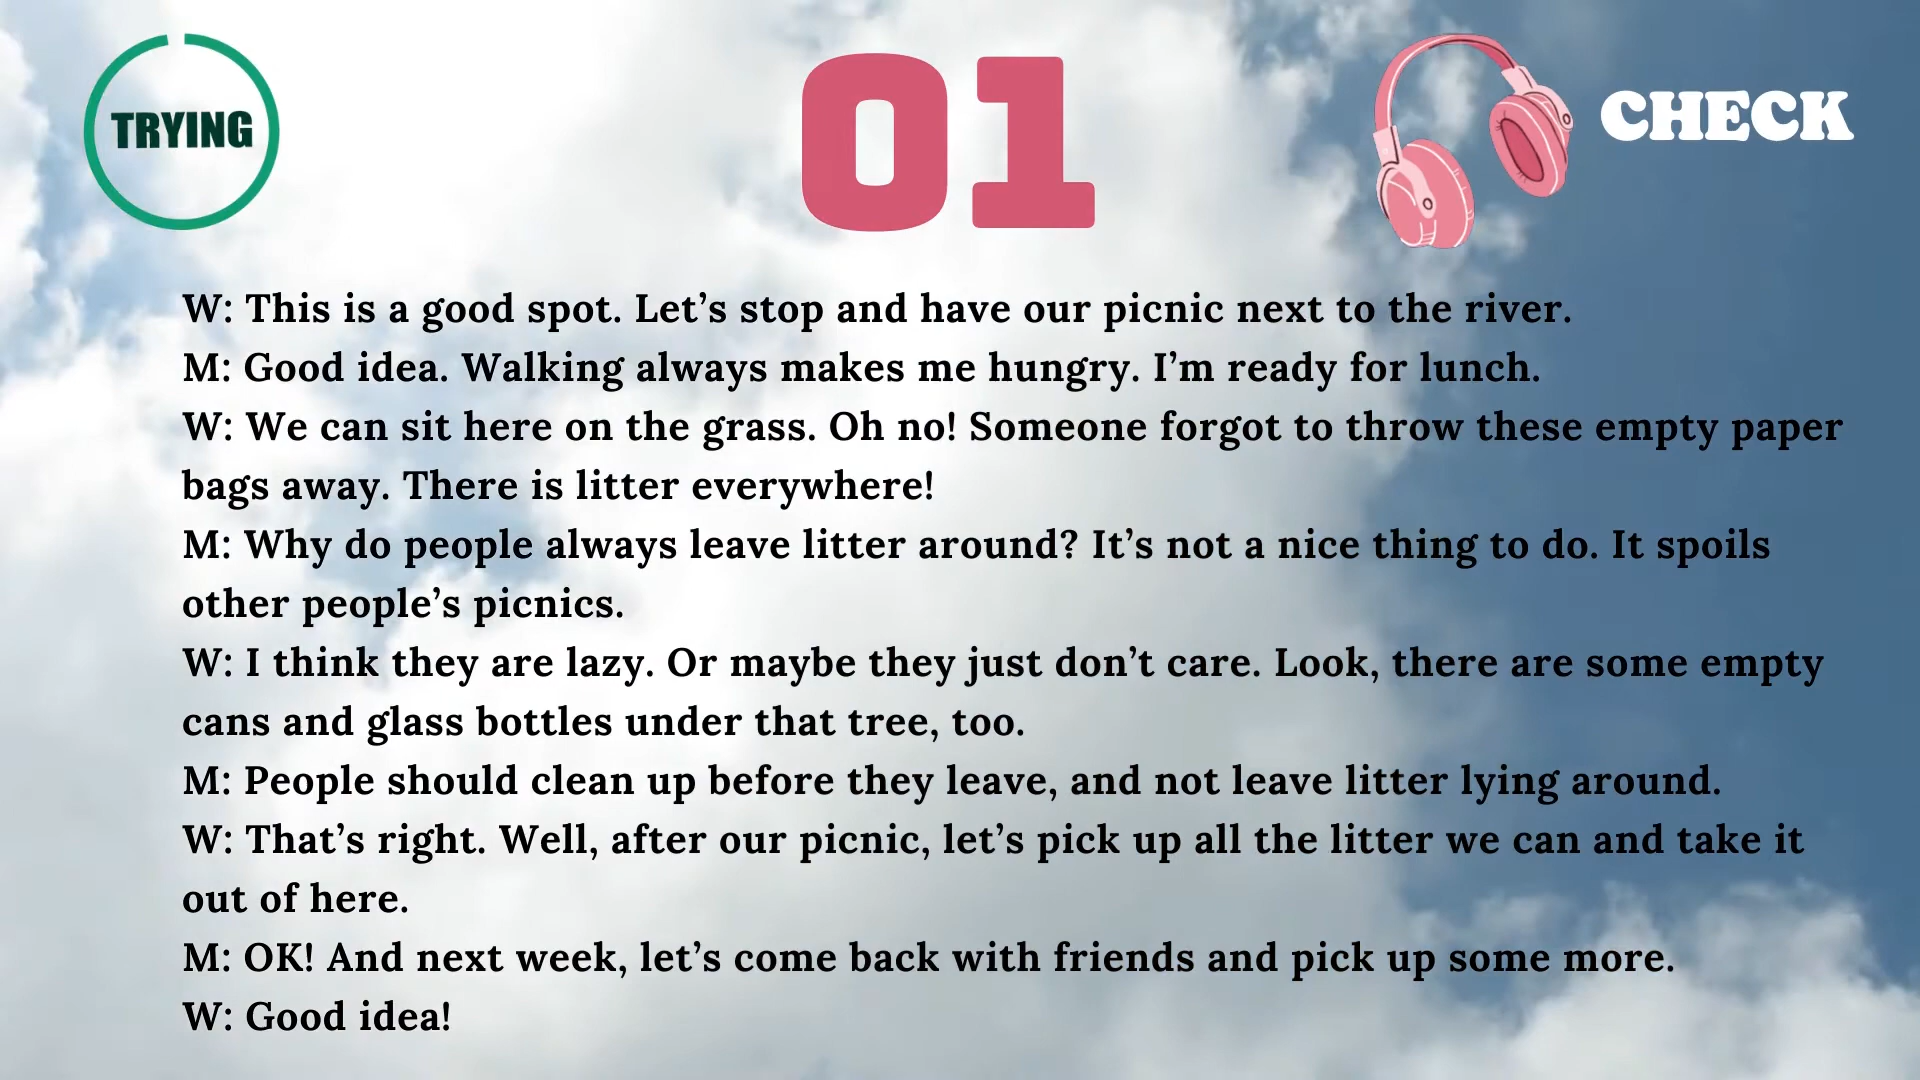 TRYING
01
CHECK
W: This is a good spot. Let’s stop and have our picnic next to the river.
M: Good idea. Walking always makes me hungry. I’m ready for lunch.
W: We can sit here on the grass. Oh no! Someone forgot to throw these empty paper
bags away. There is litter everywhere!
M: Why do people always leave litter around? It’s not a nice thing to do. It spoils
other people’s picnics.
W: I think they are lazy. Or maybe they just don’t care. Look, there are some empty
cans and glass bottles under that tree, too.
M: People should clean up before they leave, and not leave litter lying around.
W: That’s right. Well, after our picnic, let’s pick up all the litter we can and take it
out of here.
M: OK! And next week, let’s come back with friends and pick up some more.
W: Good idea!